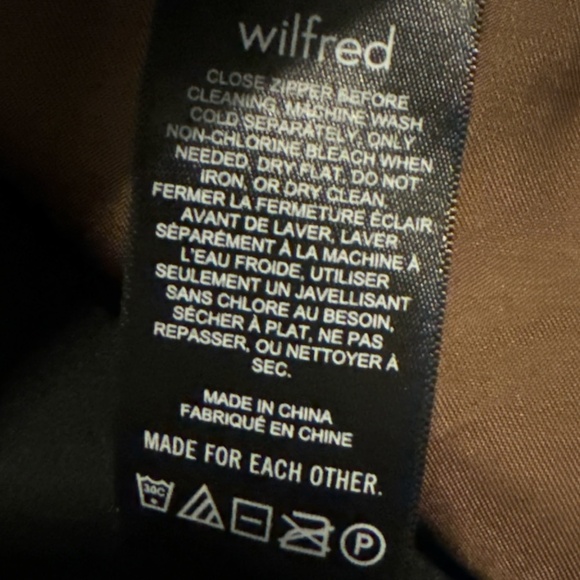 wilfred
CLOSE ZIPPER BEFORE
CLEANING, MACHINE WASH
COLD SEPARATELY, ONLY
NON-CHLORINE BLEACH WHEN
NEEDED, DRY FLAT, DO NOT
IRON, OR DRY CLEAN.
FERMER LA FERMETURE ÉCLAIR
AVANT DE LAVER, LAVER
SÉPARÉMENT À LA MACHINE À
L'EAU FROIDE, UTILISER
SEULEMENT UN JAVELLISANT
SANS CHLORE AU BESOIN,
SÉCHER À PLAT, NE PAS
REPASSER, OU NETTOYER À
SEC.
MADE IN CHINA
FABRIQUÉ EN CHINE
MADE FOR EACH OTHER.
30C P